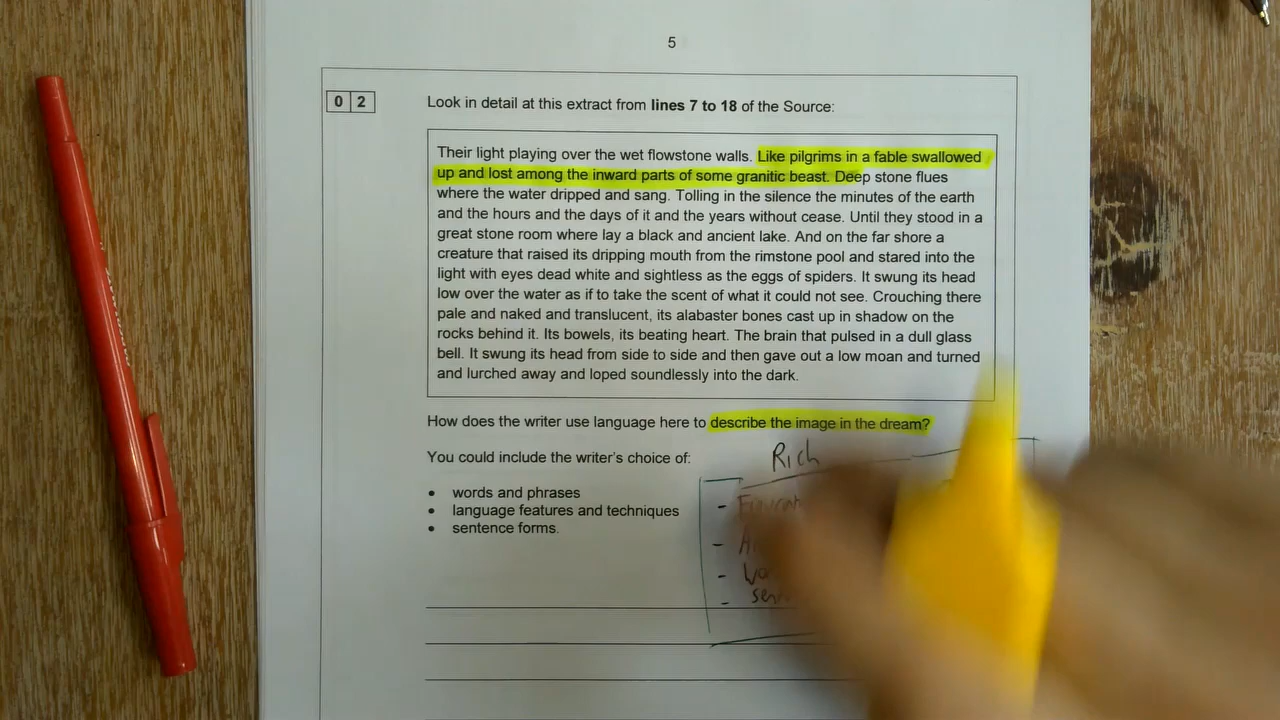 5
0 2 Look in detail at this extract from lines 7 to 18 of the Source:
Their light playing over the wet flowstone walls. Like pilgrims in a fable swallowed
up and lost among the inward parts of some granitic beast. Deep stone flues
where the water dripped and sang. Tolling in the silence the minutes of the earth
and the hours and the days of it and the years without cease. Until they stood in a
great stone room where lay a black and ancient lake. And on the far shore a
creature that raised its dripping mouth from the rimstone pool and stared into the
light with eyes dead white and sightless as the eggs of spiders. It swung its head
low over the water as if to take the scent of what it could not see. Crouching there
pale and naked and translucent, its alabaster bones cast up in shadow on the
rocks behind it. Its bowels, its beating heart. The brain that pulsed in a dull glass
bell. It swung its head from side to side and then gave out a low moan and turned
and lurched away and loped soundlessly into the dark.
How does the writer use language here to describe the image in the dream?
You could include the writer's choice of:
Rich
• words and phrases
• language features and techniques
• sentence forms.